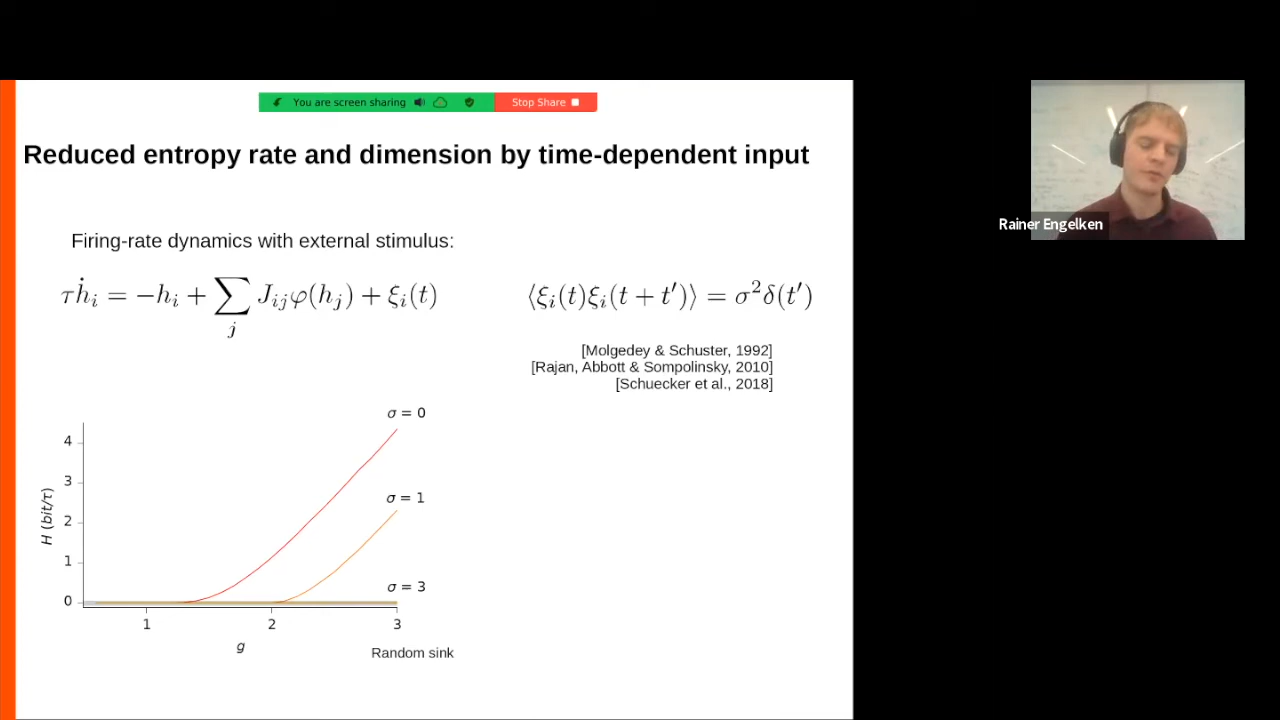 You are screen sharing Stop Share
Reduced entropy rate and dimension by time-dependent input
Rainer Engelken
Firing-rate dynamics with external stimulus:
τḣᵢ = −hᵢ + ∑ⱼ Jᵢⱼφ(hⱼ) + ξᵢ(t)
⟨ξᵢ(t)ξᵢ(t + t′)⟩ = σ²δ(t′)
[Molgedey & Schuster, 1992]
[Rajan, Abbott & Sompolinsky, 2010]
[Schuecker et al., 2018]
σ = 0
4
3
σ = 1
H (bit/τ)
2
1
σ = 3
0
1 2 3
g
Random sink